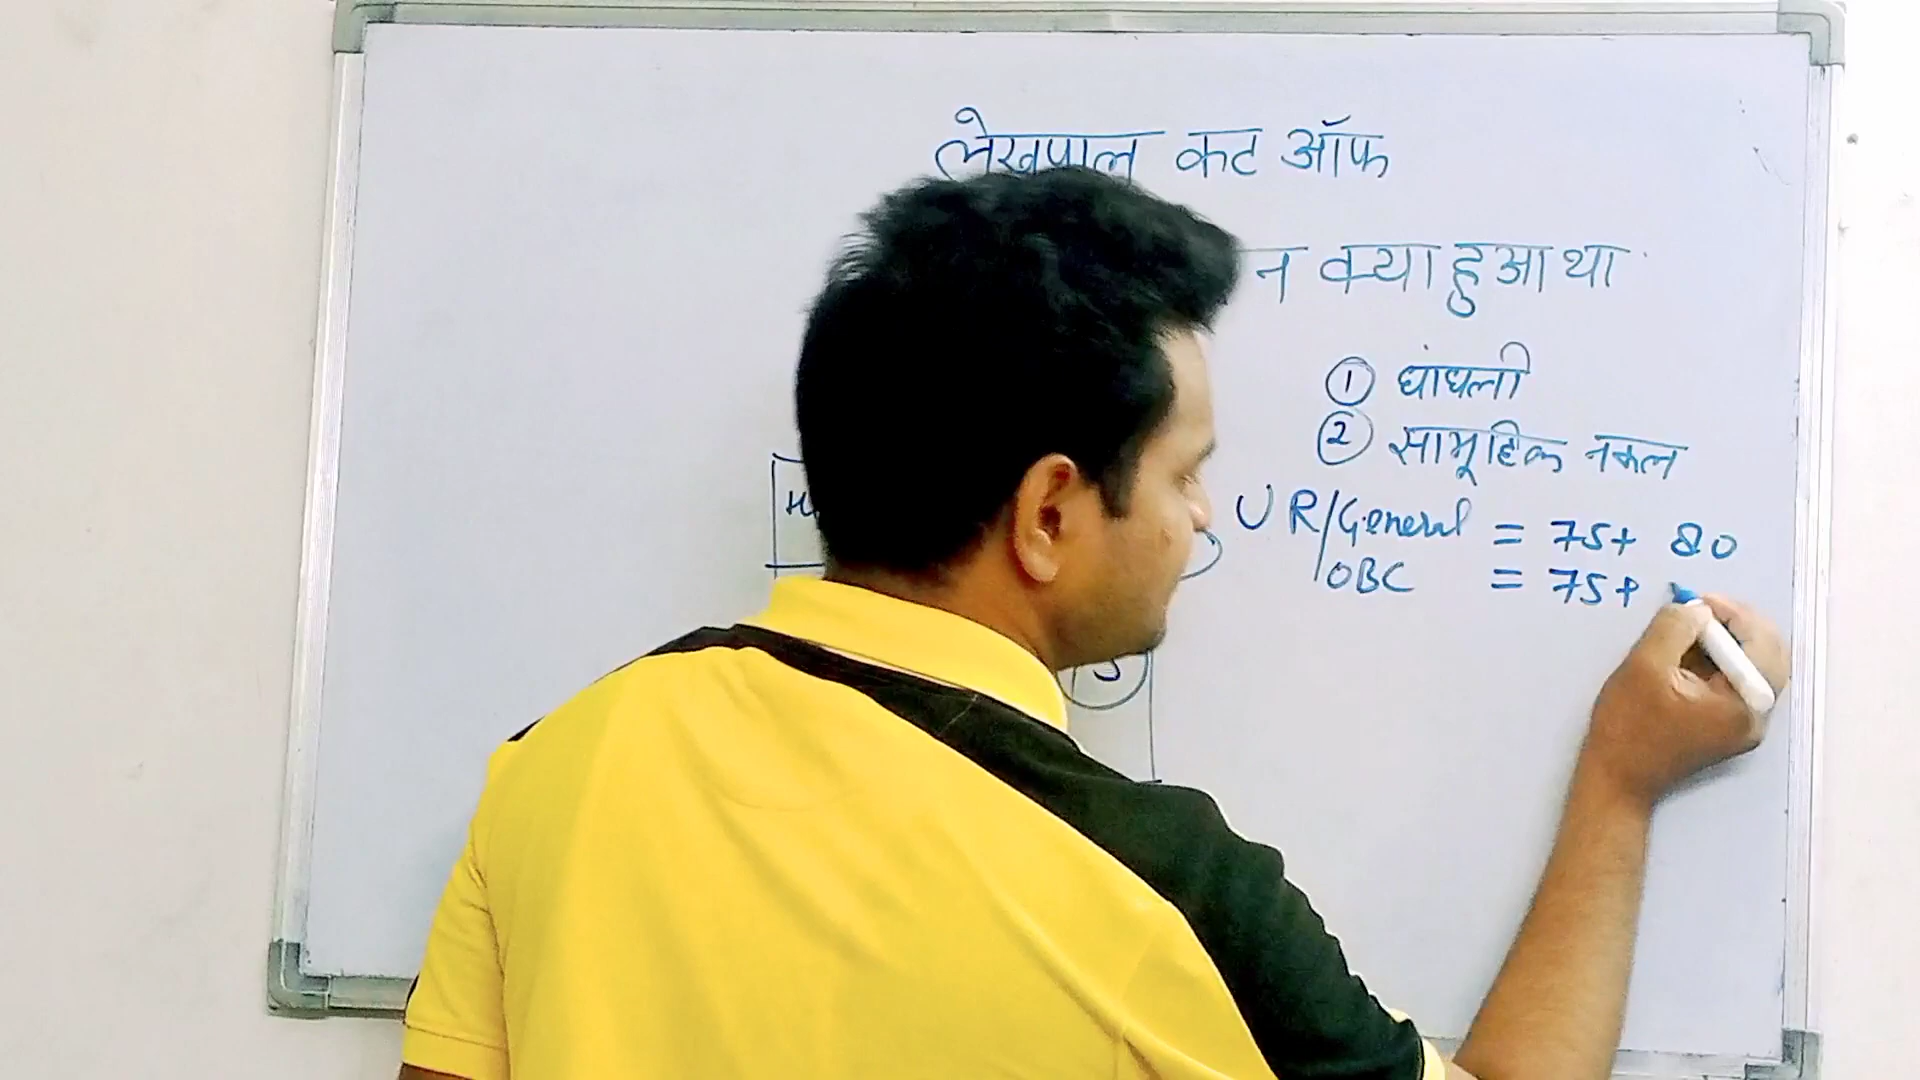 लेखपाल कट ऑफ
न क्या हुआ था
① धांधली
② सामूहिक नकल
UR/General = 75+ 80
OBC = 75+